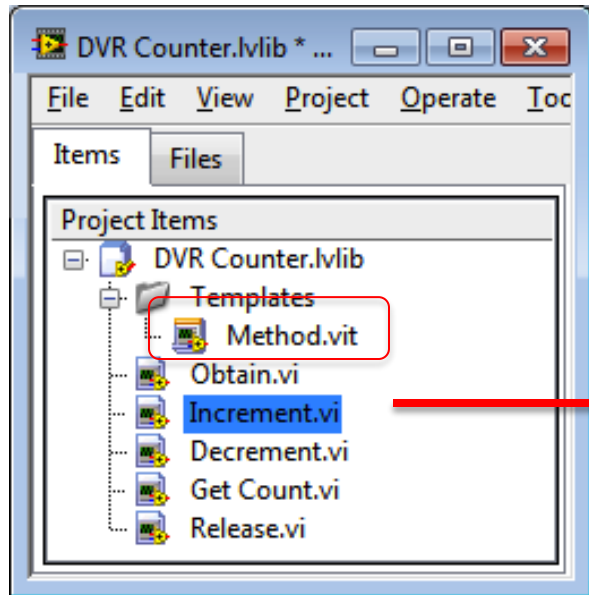 DVR Counter.lvlib * ...
File Edit View Project Operate Too
Items Files
Project Items
DVR Counter.lvlib
Templates
Method.vit
Obtain.vi
Increment.vi
Decrement.vi
Get Count.vi
Release.vi